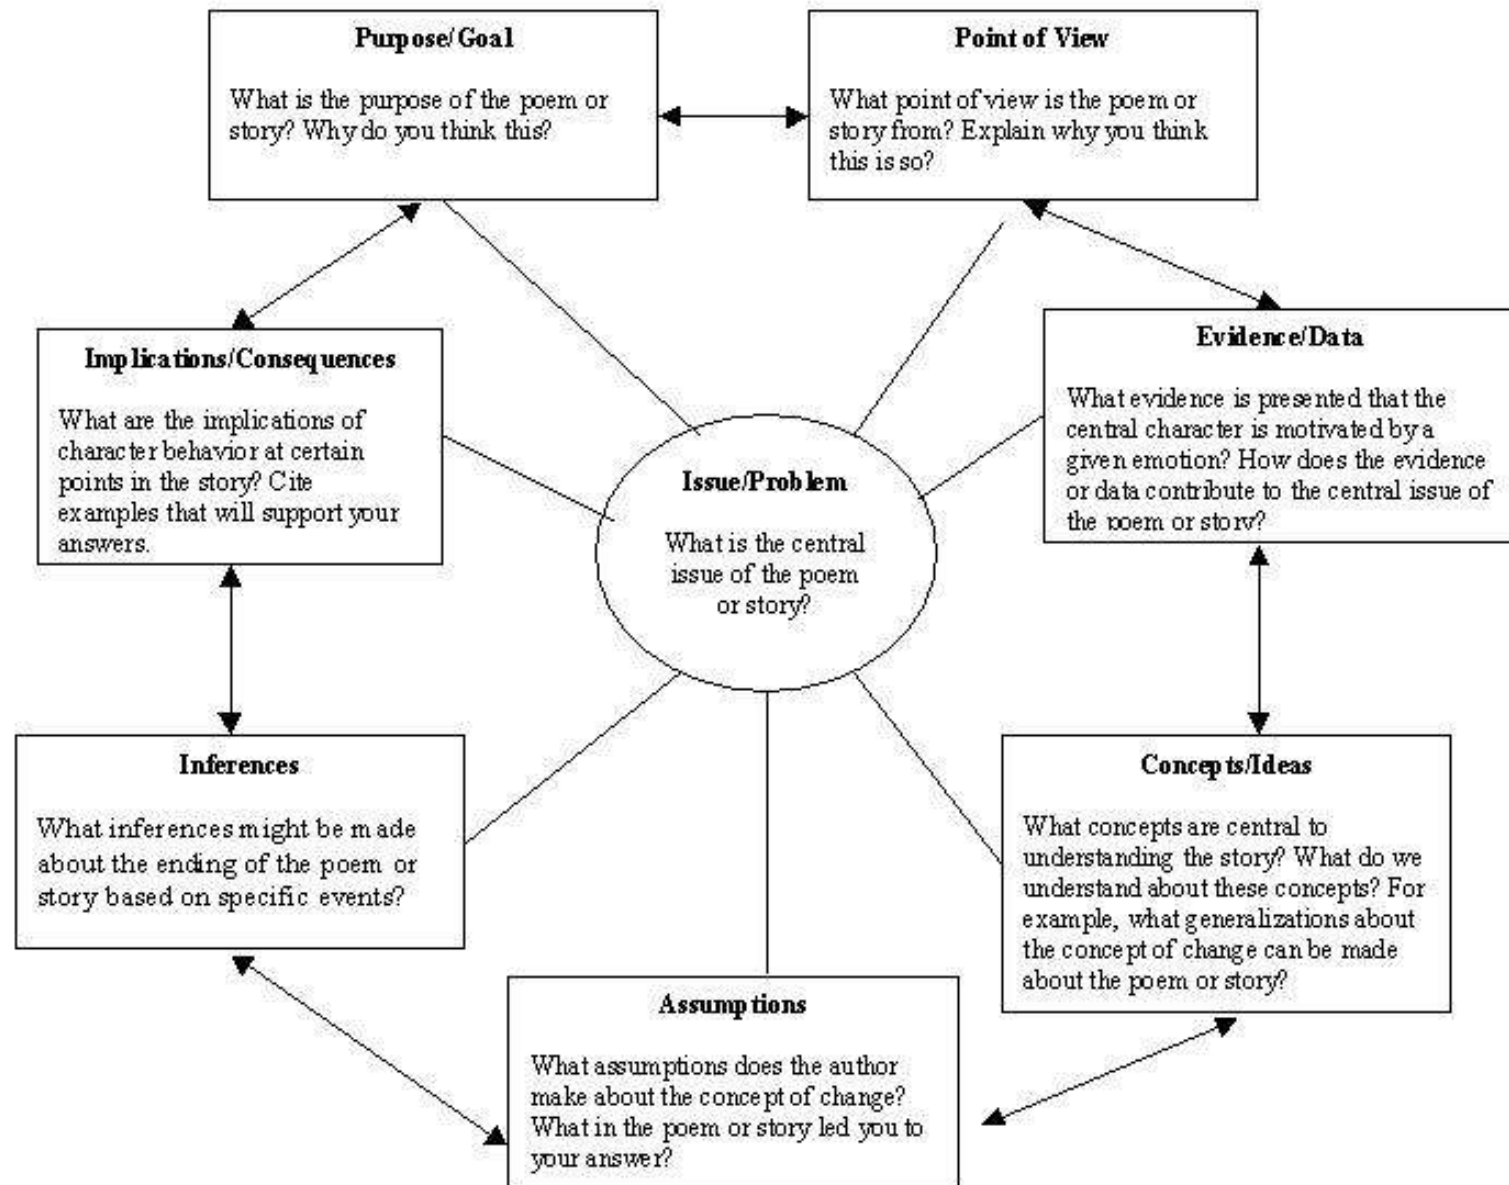 Purpose/Goal
What is the purpose of the poem or
story? Why do you think this?
Point of View
What point of view is the poem or
story from? Explain why you think
this is so?
Implications/Consequences
What are the implications of
character behavior at certain
points in the story? Cite
examples that will support your
answers.
Evidence/Data
What evidence is presented that the
central character is motivated by a
given emotion? How does the evidence
or data contribute to the central issue of
the poem or story?
Issue/Problem
What is the central
issue of the poem
or story?
Inferences
What inferences might be made
about the ending of the poem or
story based on specific events?
Concepts/Ideas
What concepts are central to
understanding the story? What do we
understand about these concepts? For
example, what generalizations about
the concept of change can be made
about the poem or story?
Assumptions
What assumptions does the author
make about the concept of change?
What in the poem or story led you to
your answer?